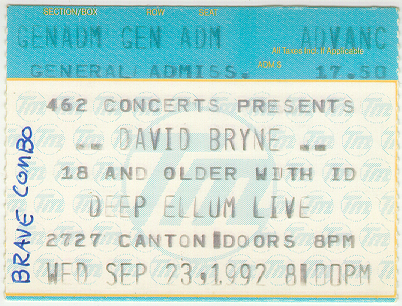 SECTION/BOX ROW SEAT
GENADM GEN ADM ADVANC
All Taxes Incl. if Applicable
ADM 9
GENERAL ADMISS. 17.50
462 CONCERTS PRESENTS
DAVID BRYNE
18 AND OLDER WITH ID
DEEP ELLUM LIVE
2727 CANTON DOORS 8PM
WED SEP 23,1992 8:00PM
BRAVE COMBO